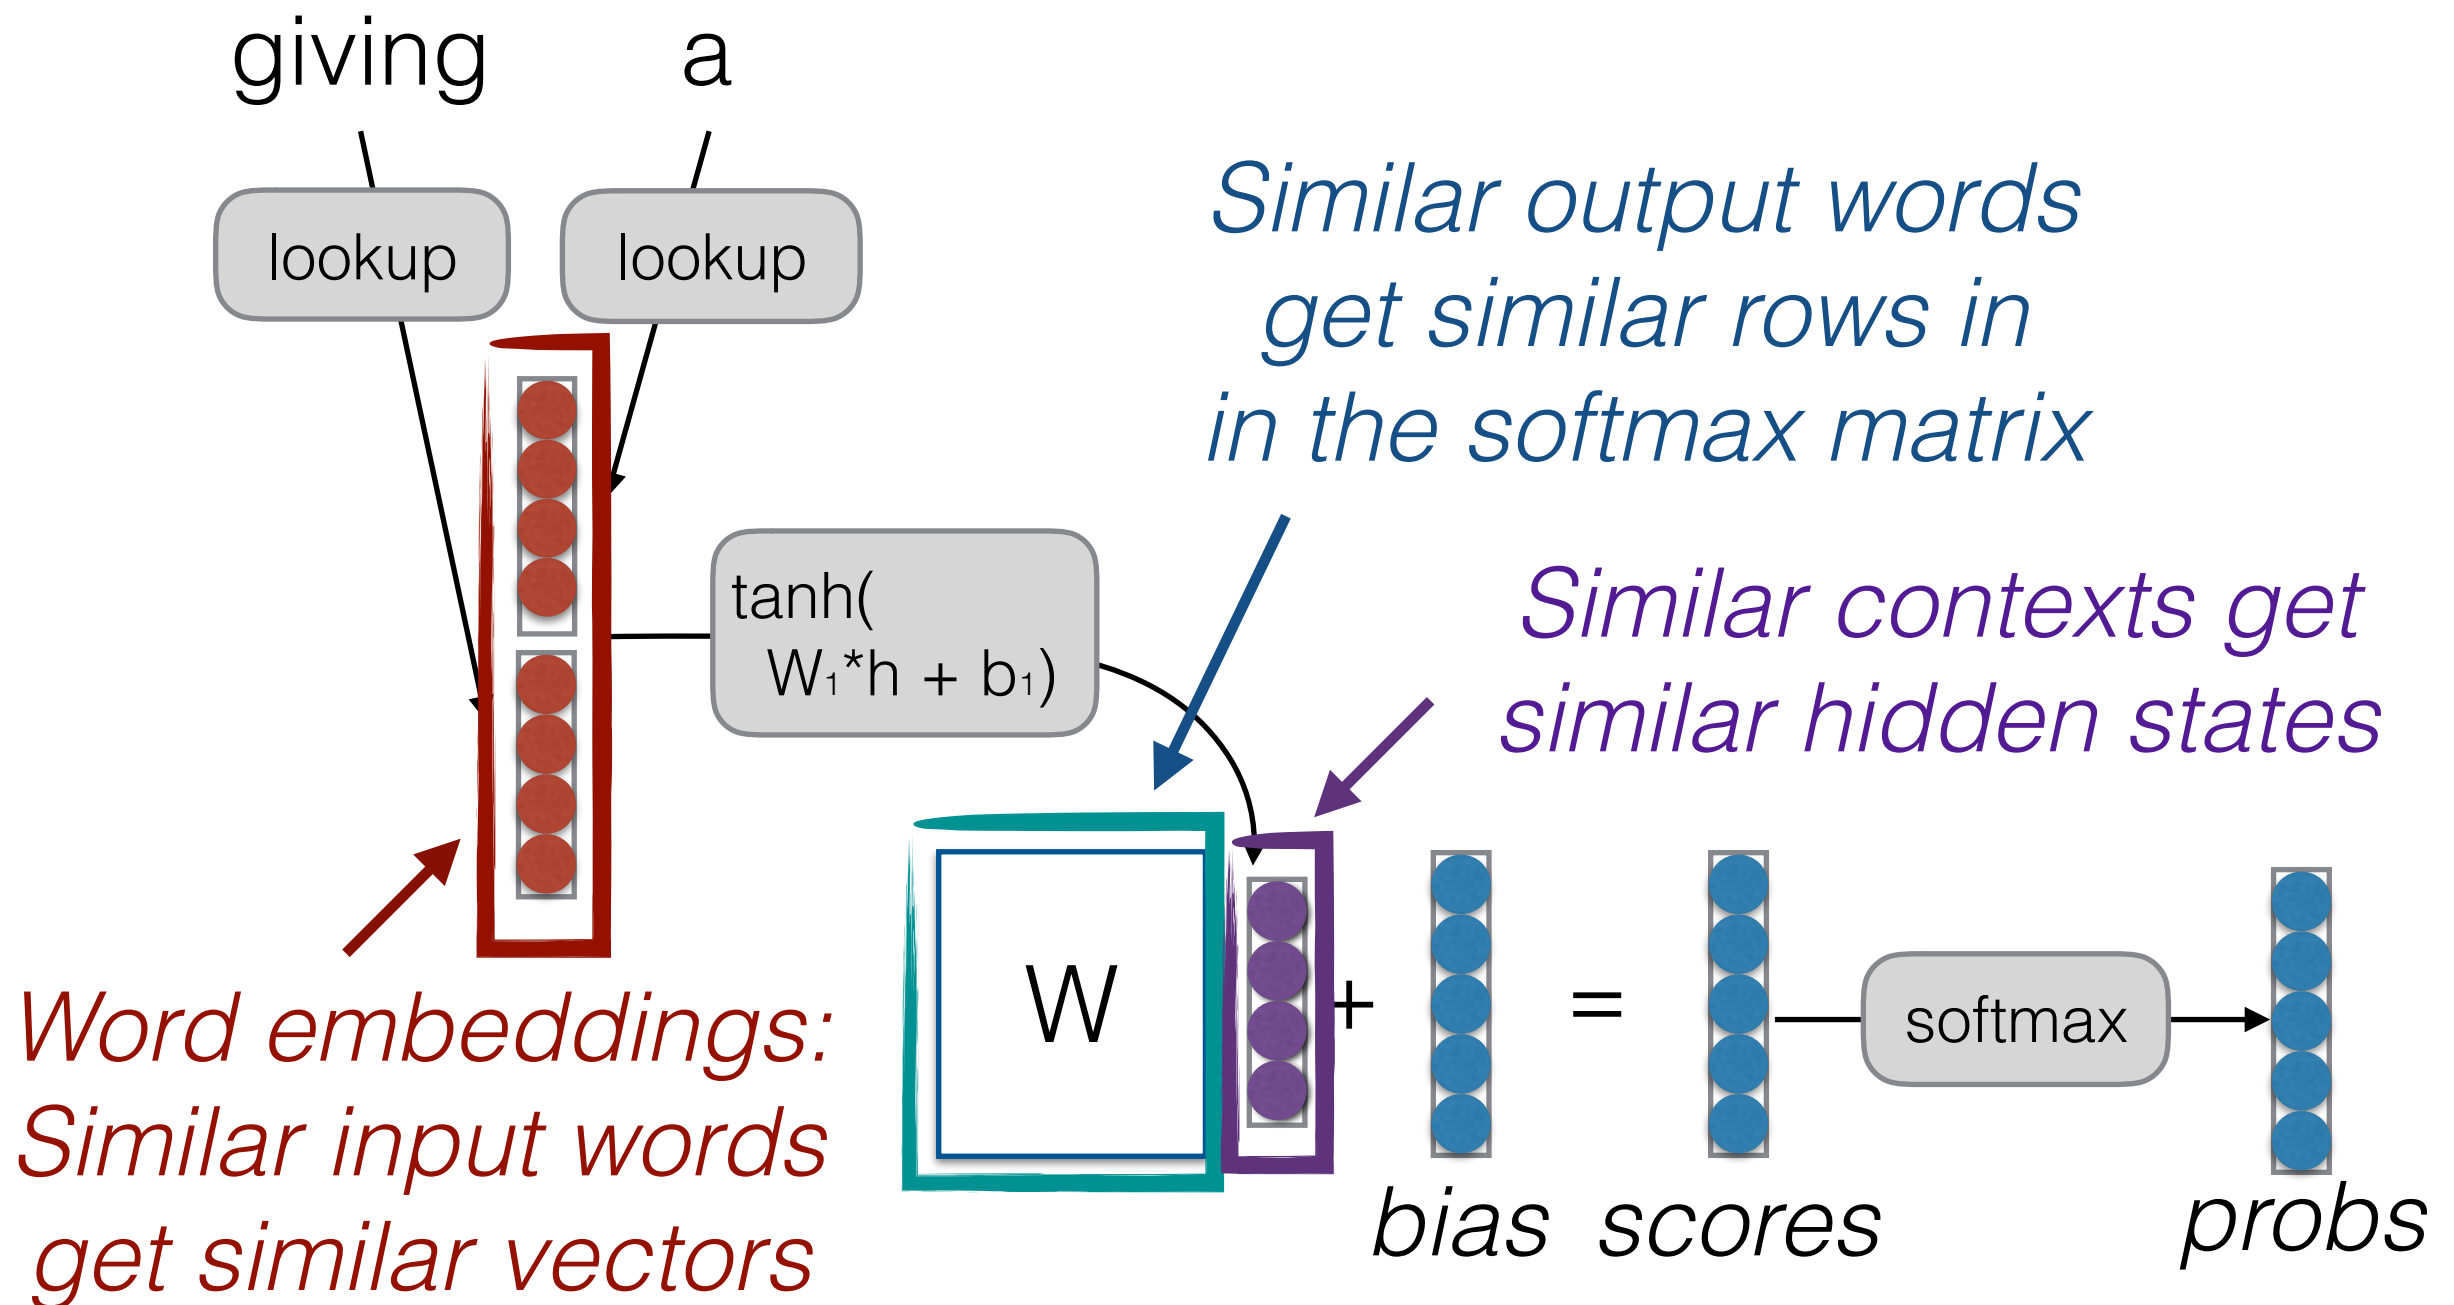 giving a
lookup lookup
Similar output words
get similar rows in
in the softmax matrix
tanh(
W₁*h + b₁)
Similar contexts get
similar hidden states
Word embeddings:
Similar input words
get similar vectors
W + = softmax
bias scores probs